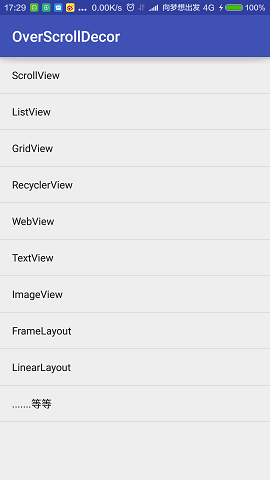 17:29 ... 0.00K/s 向梦想出发 4G 100%
OverScrollDecor
ScrollView
ListView
GridView
RecyclerView
WebView
TextView
ImageView
FrameLayout
LinearLayout
.......等等